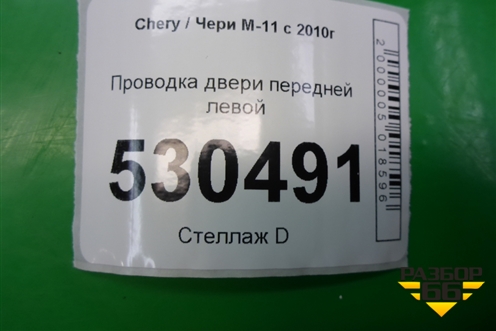 Chery / Чери М-11 с 2010г
Проводка двери передней
левой
530491
Стеллаж D
2000005018596
РАЗБОР
66